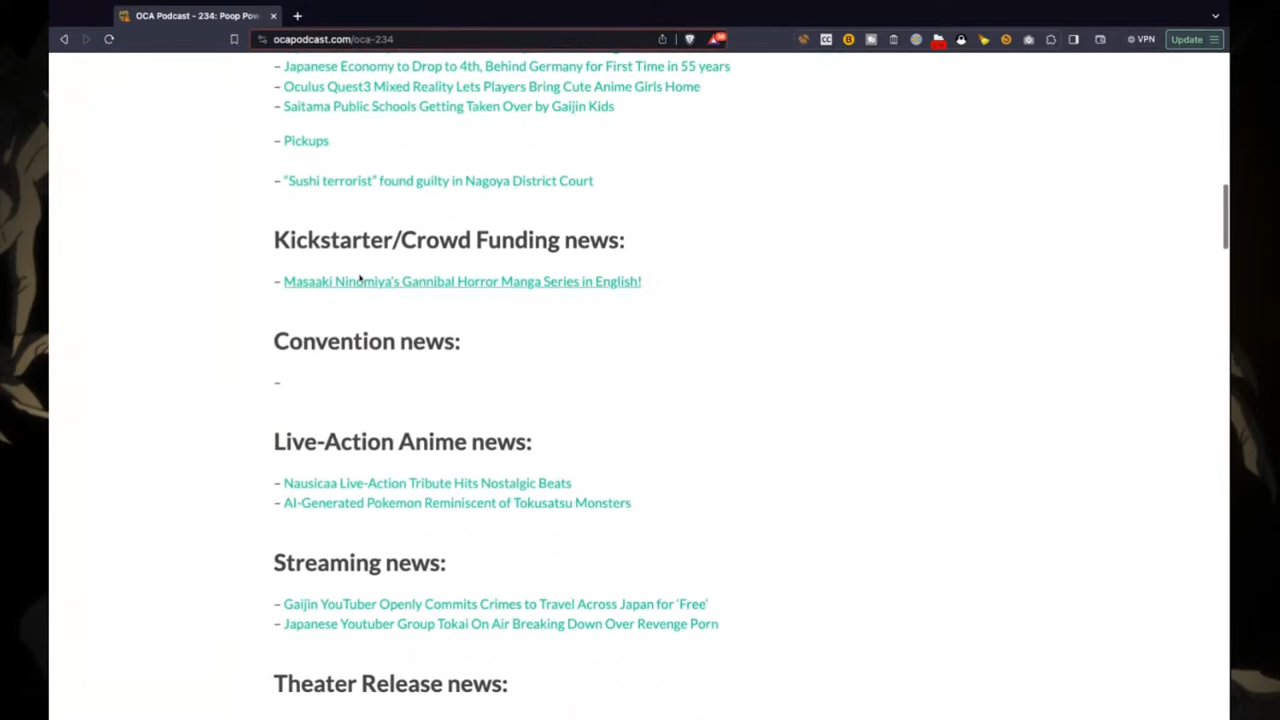 OCA Podcast - 234: Poop Pow
ocapodcast.com/oca-234
VPN
Update
– Japanese Economy to Drop to 4th, Behind Germany for First Time in 55 years
– Oculus Quest3 Mixed Reality Lets Players Bring Cute Anime Girls Home
– Saitama Public Schools Getting Taken Over by Gaijin Kids
– Pickups
– “Sushi terrorist” found guilty in Nagoya District Court
Kickstarter/Crowd Funding news:
– Masaaki Ninomiya's Gannibal Horror Manga Series in English!
Convention news:
–
Live-Action Anime news:
– Nausicaa Live-Action Tribute Hits Nostalgic Beats
– AI-Generated Pokemon Reminiscent of Tokusatsu Monsters
Streaming news:
– Gaijin YouTuber Openly Commits Crimes to Travel Across Japan for ‘Free’
– Japanese Youtuber Group Tokai On Air Breaking Down Over Revenge Porn
Theater Release news: